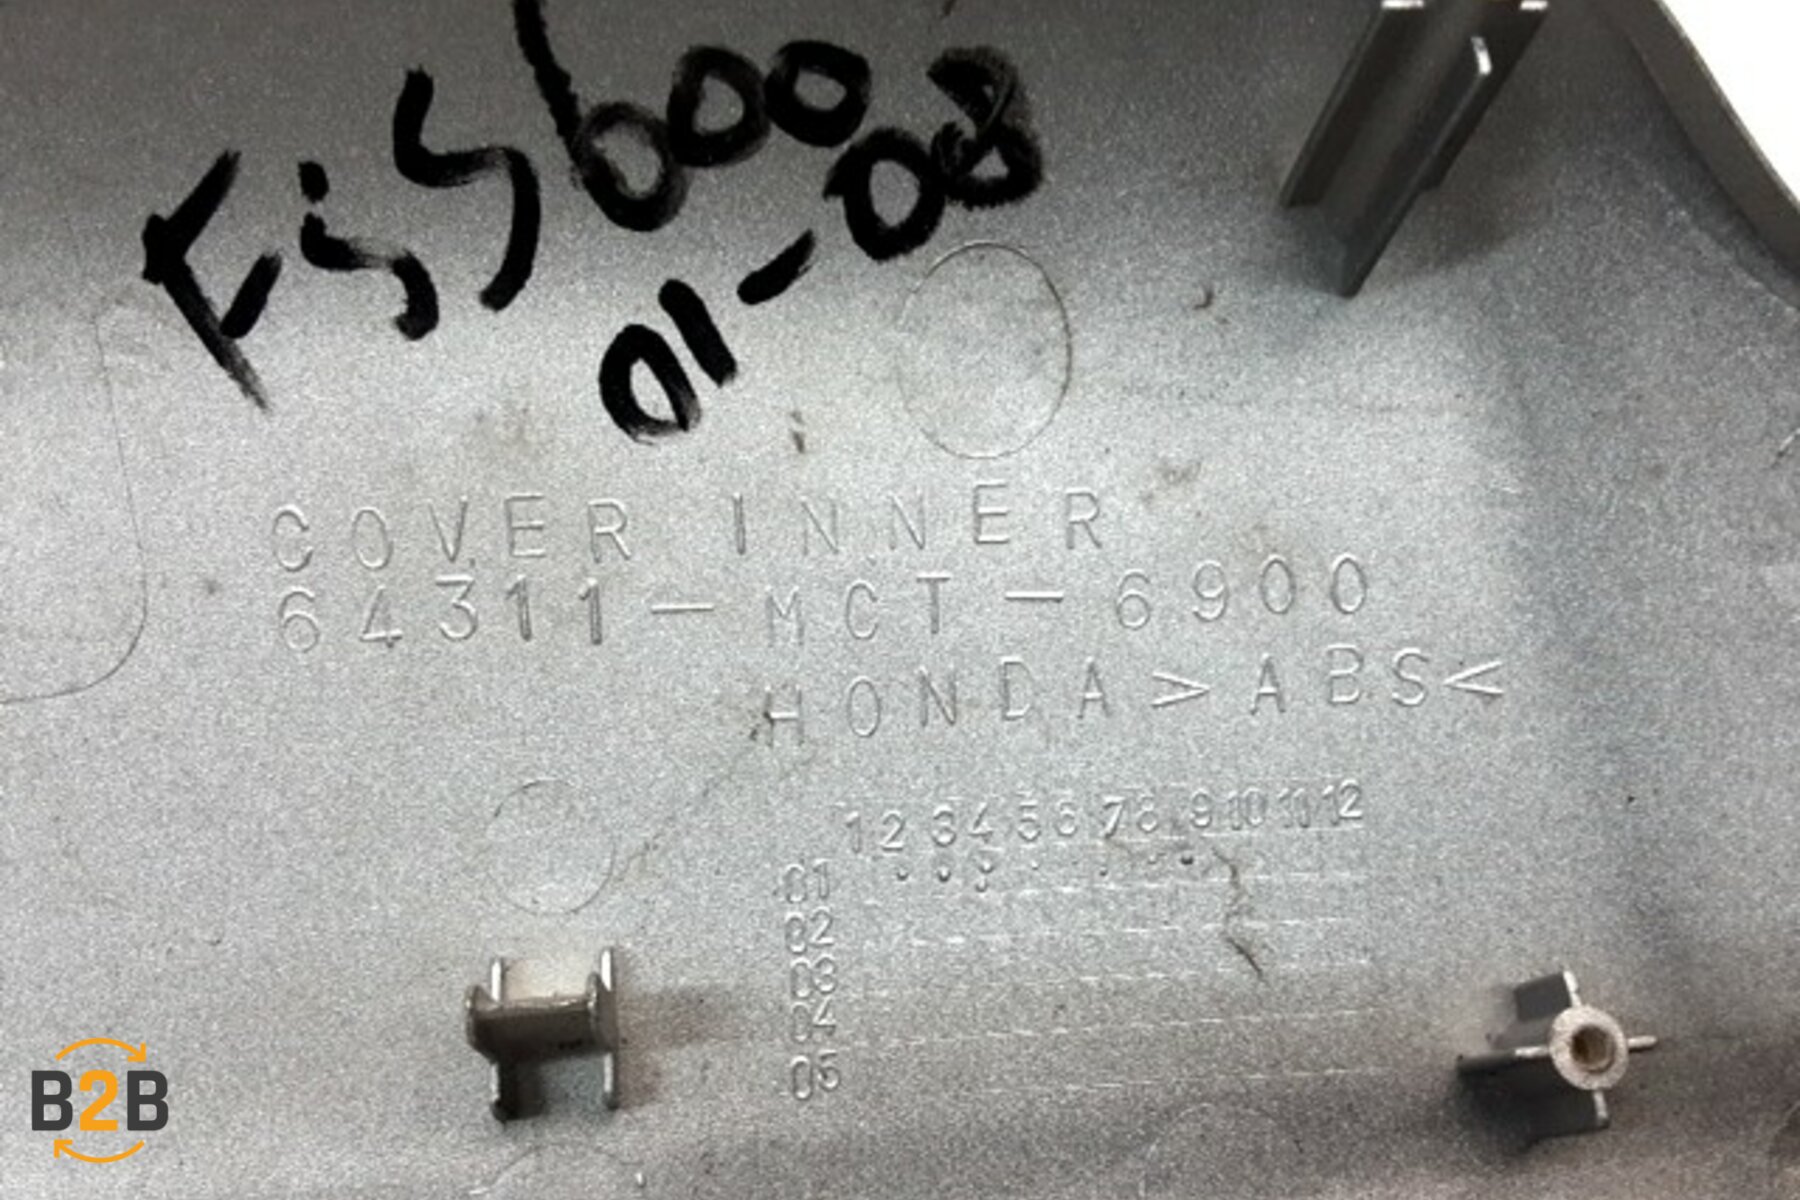 FJS600
01-08
COVER INNER
64311-MCT-6900
HONDA >ABS<
1 2 3 4 5 6 7 8 9 10 11 12
01
02
03
04
05
B2B